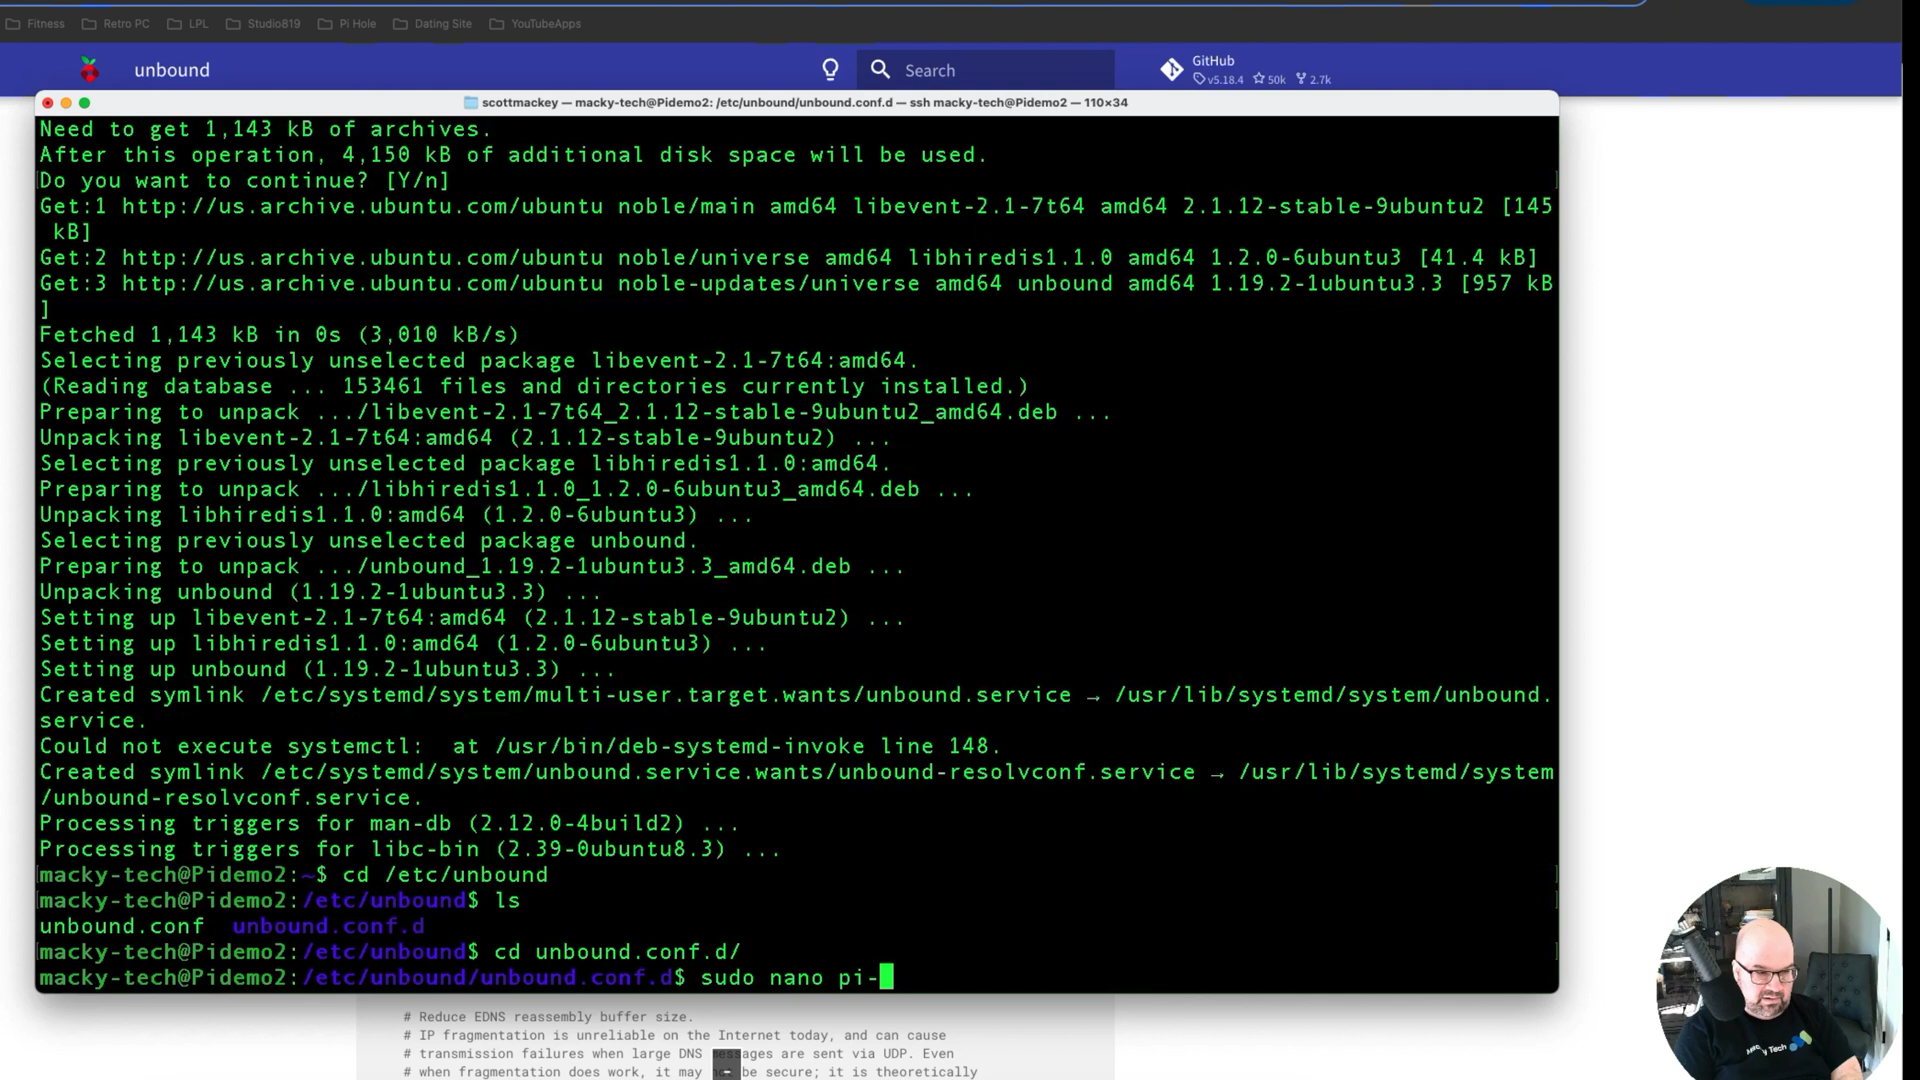 Fitness
Retro PC
LPL
Studio819
Pi Hole
Dating Site
YouTubeApps
unbound
Search
GitHub
v5.18.4 50k 2.7k
scottmackey — macky-tech@Pidemo2: /etc/unbound/unbound.conf.d — ssh macky-tech@Pidemo2 — 110×34
Need to get 1,143 kB of archives.
After this operation, 4,150 kB of additional disk space will be used.
Do you want to continue? [Y/n]
Get:1 http://us.archive.ubuntu.com/ubuntu noble/main amd64 libevent-2.1-7t64 amd64 2.1.12-stable-9ubuntu2 [145
kB]
Get:2 http://us.archive.ubuntu.com/ubuntu noble/universe amd64 libhiredis1.1.0 amd64 1.2.0-6ubuntu3 [41.4 kB]
Get:3 http://us.archive.ubuntu.com/ubuntu noble-updates/universe amd64 unbound amd64 1.19.2-1ubuntu3.3 [957 kB
]
Fetched 1,143 kB in 0s (3,010 kB/s)
Selecting previously unselected package libevent-2.1-7t64:amd64.
(Reading database ... 153461 files and directories currently installed.)
Preparing to unpack .../libevent-2.1-7t64_2.1.12-stable-9ubuntu2_amd64.deb ...
Unpacking libevent-2.1-7t64:amd64 (2.1.12-stable-9ubuntu2) ...
Selecting previously unselected package libhiredis1.1.0:amd64.
Preparing to unpack .../libhiredis1.1.0_1.2.0-6ubuntu3_amd64.deb ...
Unpacking libhiredis1.1.0:amd64 (1.2.0-6ubuntu3) ...
Selecting previously unselected package unbound.
Preparing to unpack .../unbound_1.19.2-1ubuntu3.3_amd64.deb ...
Unpacking unbound (1.19.2-1ubuntu3.3) ...
Setting up libevent-2.1-7t64:amd64 (2.1.12-stable-9ubuntu2) ...
Setting up libhiredis1.1.0:amd64 (1.2.0-6ubuntu3) ...
Setting up unbound (1.19.2-1ubuntu3.3) ...
Created symlink /etc/systemd/system/multi-user.target.wants/unbound.service → /usr/lib/systemd/system/unbound.
service.
Could not execute systemctl:  at /usr/bin/deb-systemd-invoke line 148.
Created symlink /etc/systemd/system/unbound.service.wants/unbound-resolvconf.service → /usr/lib/systemd/system
/unbound-resolvconf.service.
Processing triggers for man-db (2.12.0-4build2) ...
Processing triggers for libc-bin (2.39-0ubuntu8.3) ...
macky-tech@Pidemo2:~$ cd /etc/unbound
macky-tech@Pidemo2:/etc/unbound$ ls
unbound.conf  unbound.conf.d
macky-tech@Pidemo2:/etc/unbound$ cd unbound.conf.d/
macky-tech@Pidemo2:/etc/unbound/unbound.conf.d$ sudo nano pi-
# Reduce EDNS reassembly buffer size.
# IP fragmentation is unreliable on the Internet today, and can cause
# transmission failures when large DNS messages are sent via UDP. Even
# when fragmentation does work, it may be secure; it is theoretically
Tech